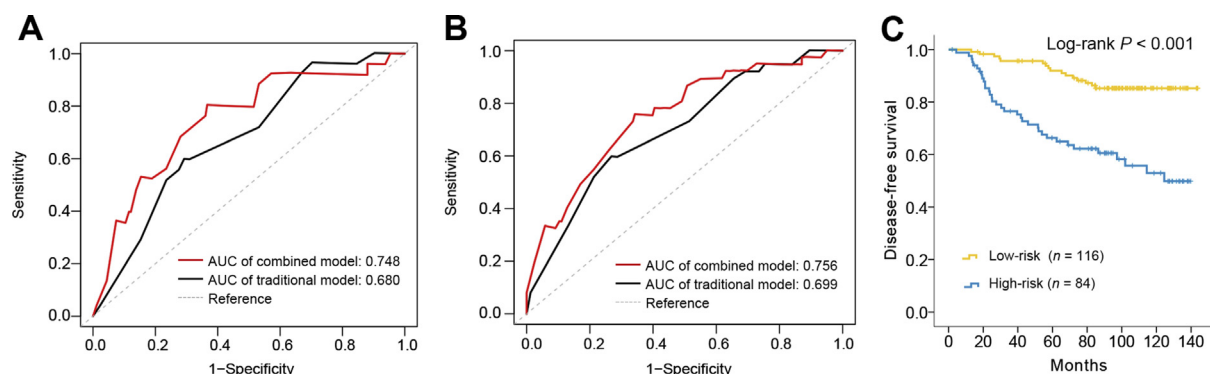 A
Sensitivity
1.0
0.8
0.6
0.4
0.2
0.0
AUC of combined model: 0.748
AUC of traditional model: 0.680
Reference
0.0 0.2 0.4 0.6 0.8 1.0
1−Specificity
B
Sensitivity
1.0
0.8
0.6
0.4
0.2
0.0
AUC of combined model: 0.756
AUC of traditional model: 0.699
Reference
0.0 0.2 0.4 0.6 0.8 1.0
1−Specificity
C
Log-rank P < 0.001
Disease-free survival
1.0
0.8
0.6
0.4
0.2
0.0
Low-risk (n = 116)
High-risk (n = 84)
0 20 40 60 80 100 120 140
Months